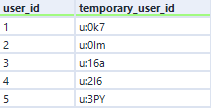 user_id temporary_user_id
1 u:0k7
2 u:0lm
3 u:16a
4 u:2l6
5 u:3PY